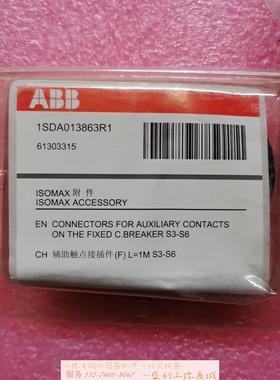 ABB
1SDA013863R1
61303315
ISOMAX 附 件
ISOMAX ACCESSORY
EN CONNECTORS FOR AUXILIARY CONTACTS
ON THE FIXED C.BREAKER S3-S6
CH 辅助触点接插件(F) L=1M S3-S6